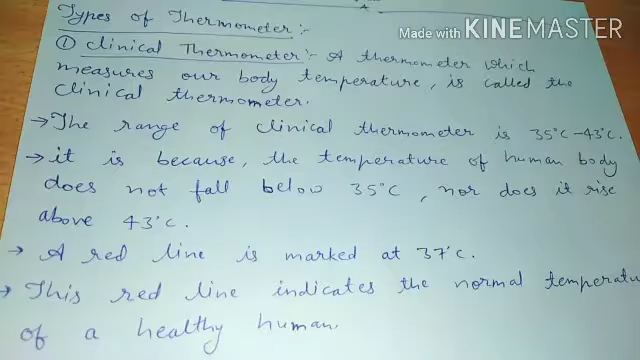 Types of Thermometer:-
Made with KINEMASTER
① Clinical Thermometer:- A thermometer which
measures our body temperature, is called the
clinical thermometer.
→ The range of clinical thermometer is 35°C-43°C.
→ it is because, the temperature of human body
does not fall below 35°C, nor does it rise
above 43°C.
→ A red line is marked at 37°C.
→ This red line indicates the normal temperatu
of a healthy human.